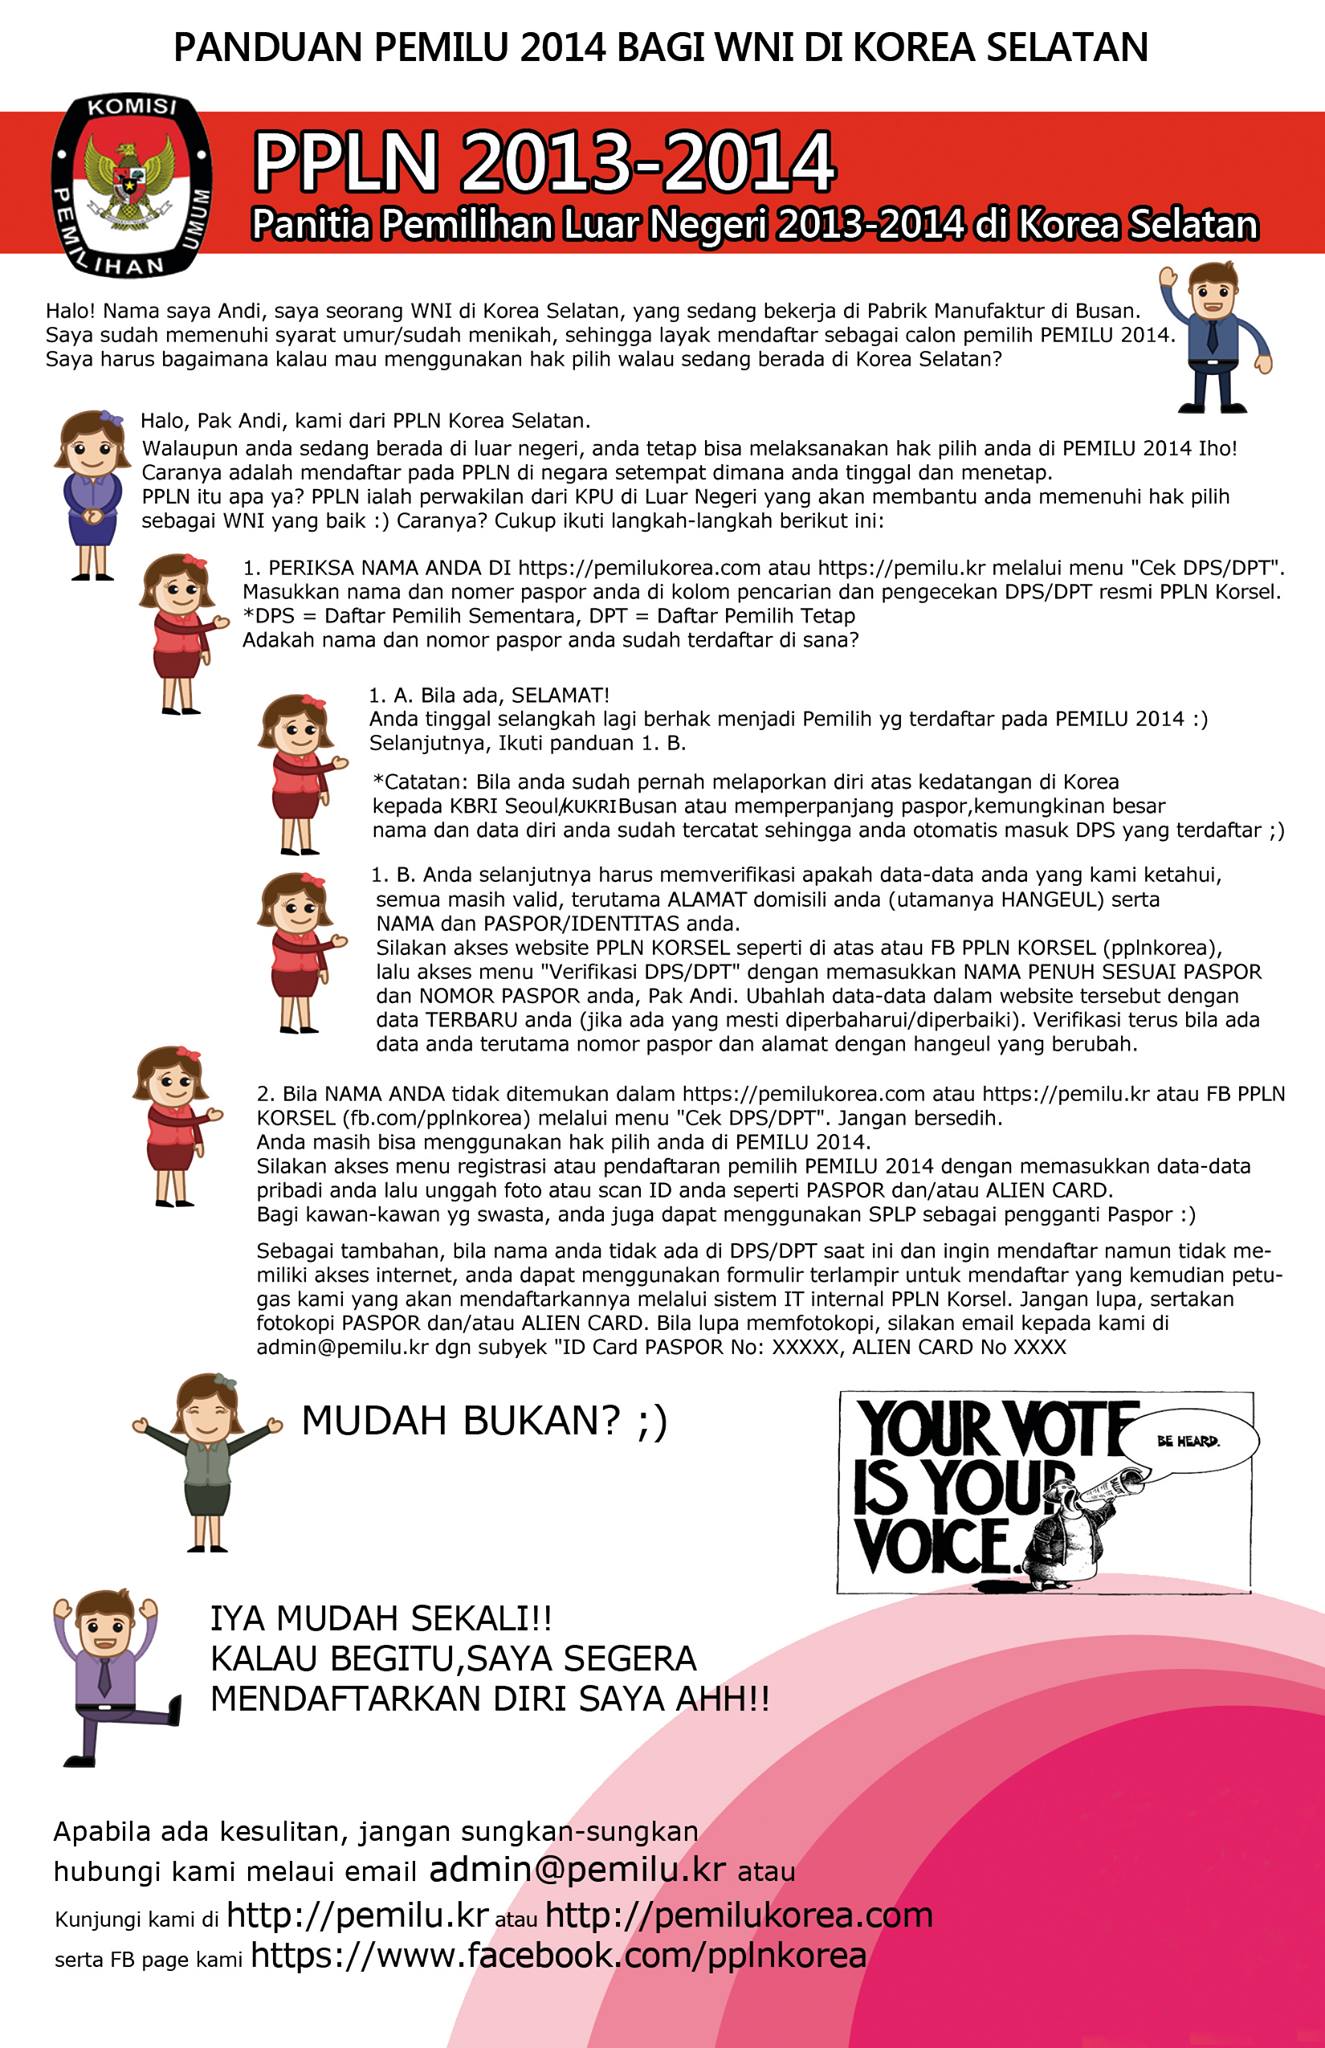 PANDUAN PEMILU 2014 BAGI WNI DI KOREA SELATAN
KOMISI
PEMILIHAN
UMUM
PPLN 2013-2014
Panitia Pemilihan Luar Negeri 2013-2014 di Korea Selatan
Halo! Nama saya Andi, saya seorang WNI di Korea Selatan, yang sedang bekerja di Pabrik Manufaktur di Busan.
Saya sudah memenuhi syarat umur/sudah menikah, sehingga layak mendaftar sebagai calon pemilih PEMILU 2014.
Saya harus bagaimana kalau mau menggunakan hak pilih walau sedang berada di Korea Selatan?
Halo, Pak Andi, kami dari PPLN Korea Selatan.
Walaupun anda sedang berada di luar negeri, anda tetap bisa melaksanakan hak pilih anda di PEMILU 2014 lho!
Caranya adalah mendaftar pada PPLN di negara setempat dimana anda tinggal dan menetap.
PPLN itu apa ya? PPLN ialah perwakilan dari KPU di Luar Negeri yang akan membantu anda memenuhi hak pilih
sebagai WNI yang baik :) Caranya? Cukup ikuti langkah-langkah berikut ini:
1. PERIKSA NAMA ANDA DI https://pemilukorea.com atau https://pemilu.kr melalui menu "Cek DPS/DPT".
Masukkan nama dan nomer paspor anda di kolom pencarian dan pengecekan DPS/DPT resmi PPLN Korsel.
*DPS = Daftar Pemilih Sementara, DPT = Daftar Pemilih Tetap
Adakah nama dan nomor paspor anda sudah terdaftar di sana?
1. A. Bila ada, SELAMAT!
Anda tinggal selangkah lagi berhak menjadi Pemilih yg terdaftar pada PEMILU 2014 :)
Selanjutnya, Ikuti panduan 1. B.
*Catatan: Bila anda sudah pernah melaporkan diri atas kedatangan di Korea
kepada KBRI Seoul/KUKRI Busan atau memperpanjang paspor,kemungkinan besar
nama dan data diri anda sudah tercatat sehingga anda otomatis masuk DPS yang terdaftar ;)
1. B. Anda selanjutnya harus memverifikasi apakah data-data anda yang kami ketahui,
semua masih valid, terutama ALAMAT domisili anda (utamanya HANGEUL) serta
NAMA dan PASPOR/IDENTITAS anda.
Silakan akses website PPLN KORSEL seperti di atas atau FB PPLN KORSEL (pplnkorea),
lalu akses menu "Verifikasi DPS/DPT" dengan memasukkan NAMA PENUH SESUAI PASPOR
dan NOMOR PASPOR anda, Pak Andi. Ubahlah data-data dalam website tersebut dengan
data TERBARU anda (jika ada yang mesti diperbaharui/diperbaiki). Verifikasi terus bila ada
data anda terutama nomor paspor dan alamat dengan hangeul yang berubah.
2. Bila NAMA ANDA tidak ditemukan dalam https://pemilukorea.com atau https://pemilu.kr atau FB PPLN
KORSEL (fb.com/pplnkorea) melalui menu "Cek DPS/DPT". Jangan bersedih.
Anda masih bisa menggunakan hak pilih anda di PEMILU 2014.
Silakan akses menu registrasi atau pendaftaran pemilih PEMILU 2014 dengan memasukkan data-data
pribadi anda lalu unggah foto atau scan ID anda seperti PASPOR dan/atau ALIEN CARD.
Bagi kawan-kawan yg swasta, anda juga dapat menggunakan SPLP sebagai pengganti Paspor :)
Sebagai tambahan, bila nama anda tidak ada di DPS/DPT saat ini dan ingin mendaftar namun tidak me-
miliki akses internet, anda dapat menggunakan formulir terlampir untuk mendaftar yang kemudian petu-
gas kami yang akan mendaftarkannya melalui sistem IT internal PPLN Korsel. Jangan lupa, sertakan
fotokopi PASPOR dan/atau ALIEN CARD. Bila lupa memfotokopi, silakan email kepada kami di
admin@pemilu.kr dgn subyek "ID Card PASPOR No: XXXXX, ALIEN CARD No XXXX
MUDAH BUKAN? ;)
YOUR VOTE
IS YOUR
VOICE.
BE HEARD.
IYA MUDAH SEKALI!!
KALAU BEGITU,SAYA SEGERA
MENDAFTARKAN DIRI SAYA AHH!!
Apabila ada kesulitan, jangan sungkan-sungkan
hubungi kami melaui email admin@pemilu.kr atau
Kunjungi kami di http://pemilu.kr atau http://pemilukorea.com
serta FB page kami https://www.facebook.com/pplnkorea